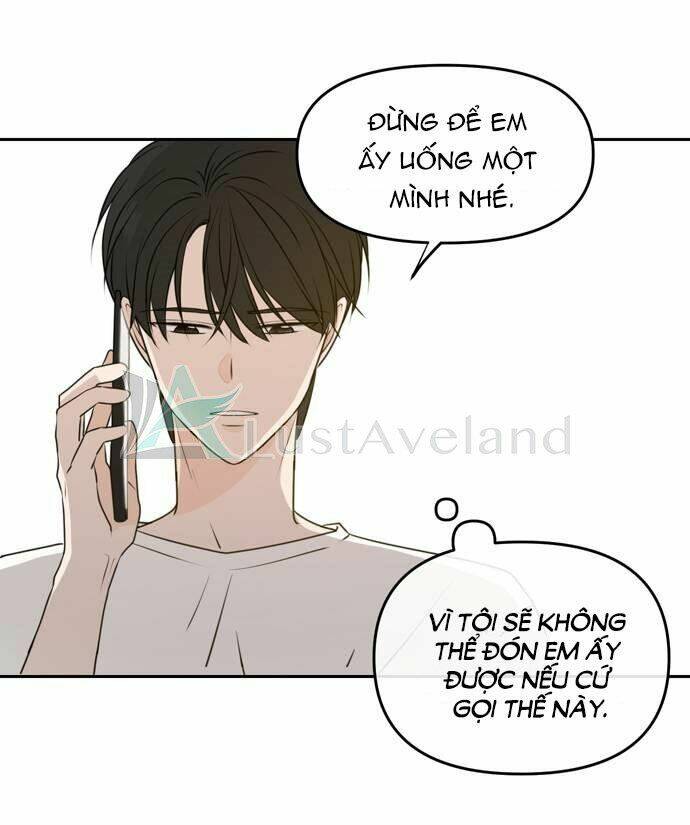 ĐỪNG ĐỂ EM
ẤY UỐNG MỘT
MÌNH NHÉ.
LUSTAVELAND
VÌ TÔI SẼ KHÔNG
THỂ ĐÓN EM ẤY
ĐƯỢC NẾU CỨ
GỌI THẾ NÀY.